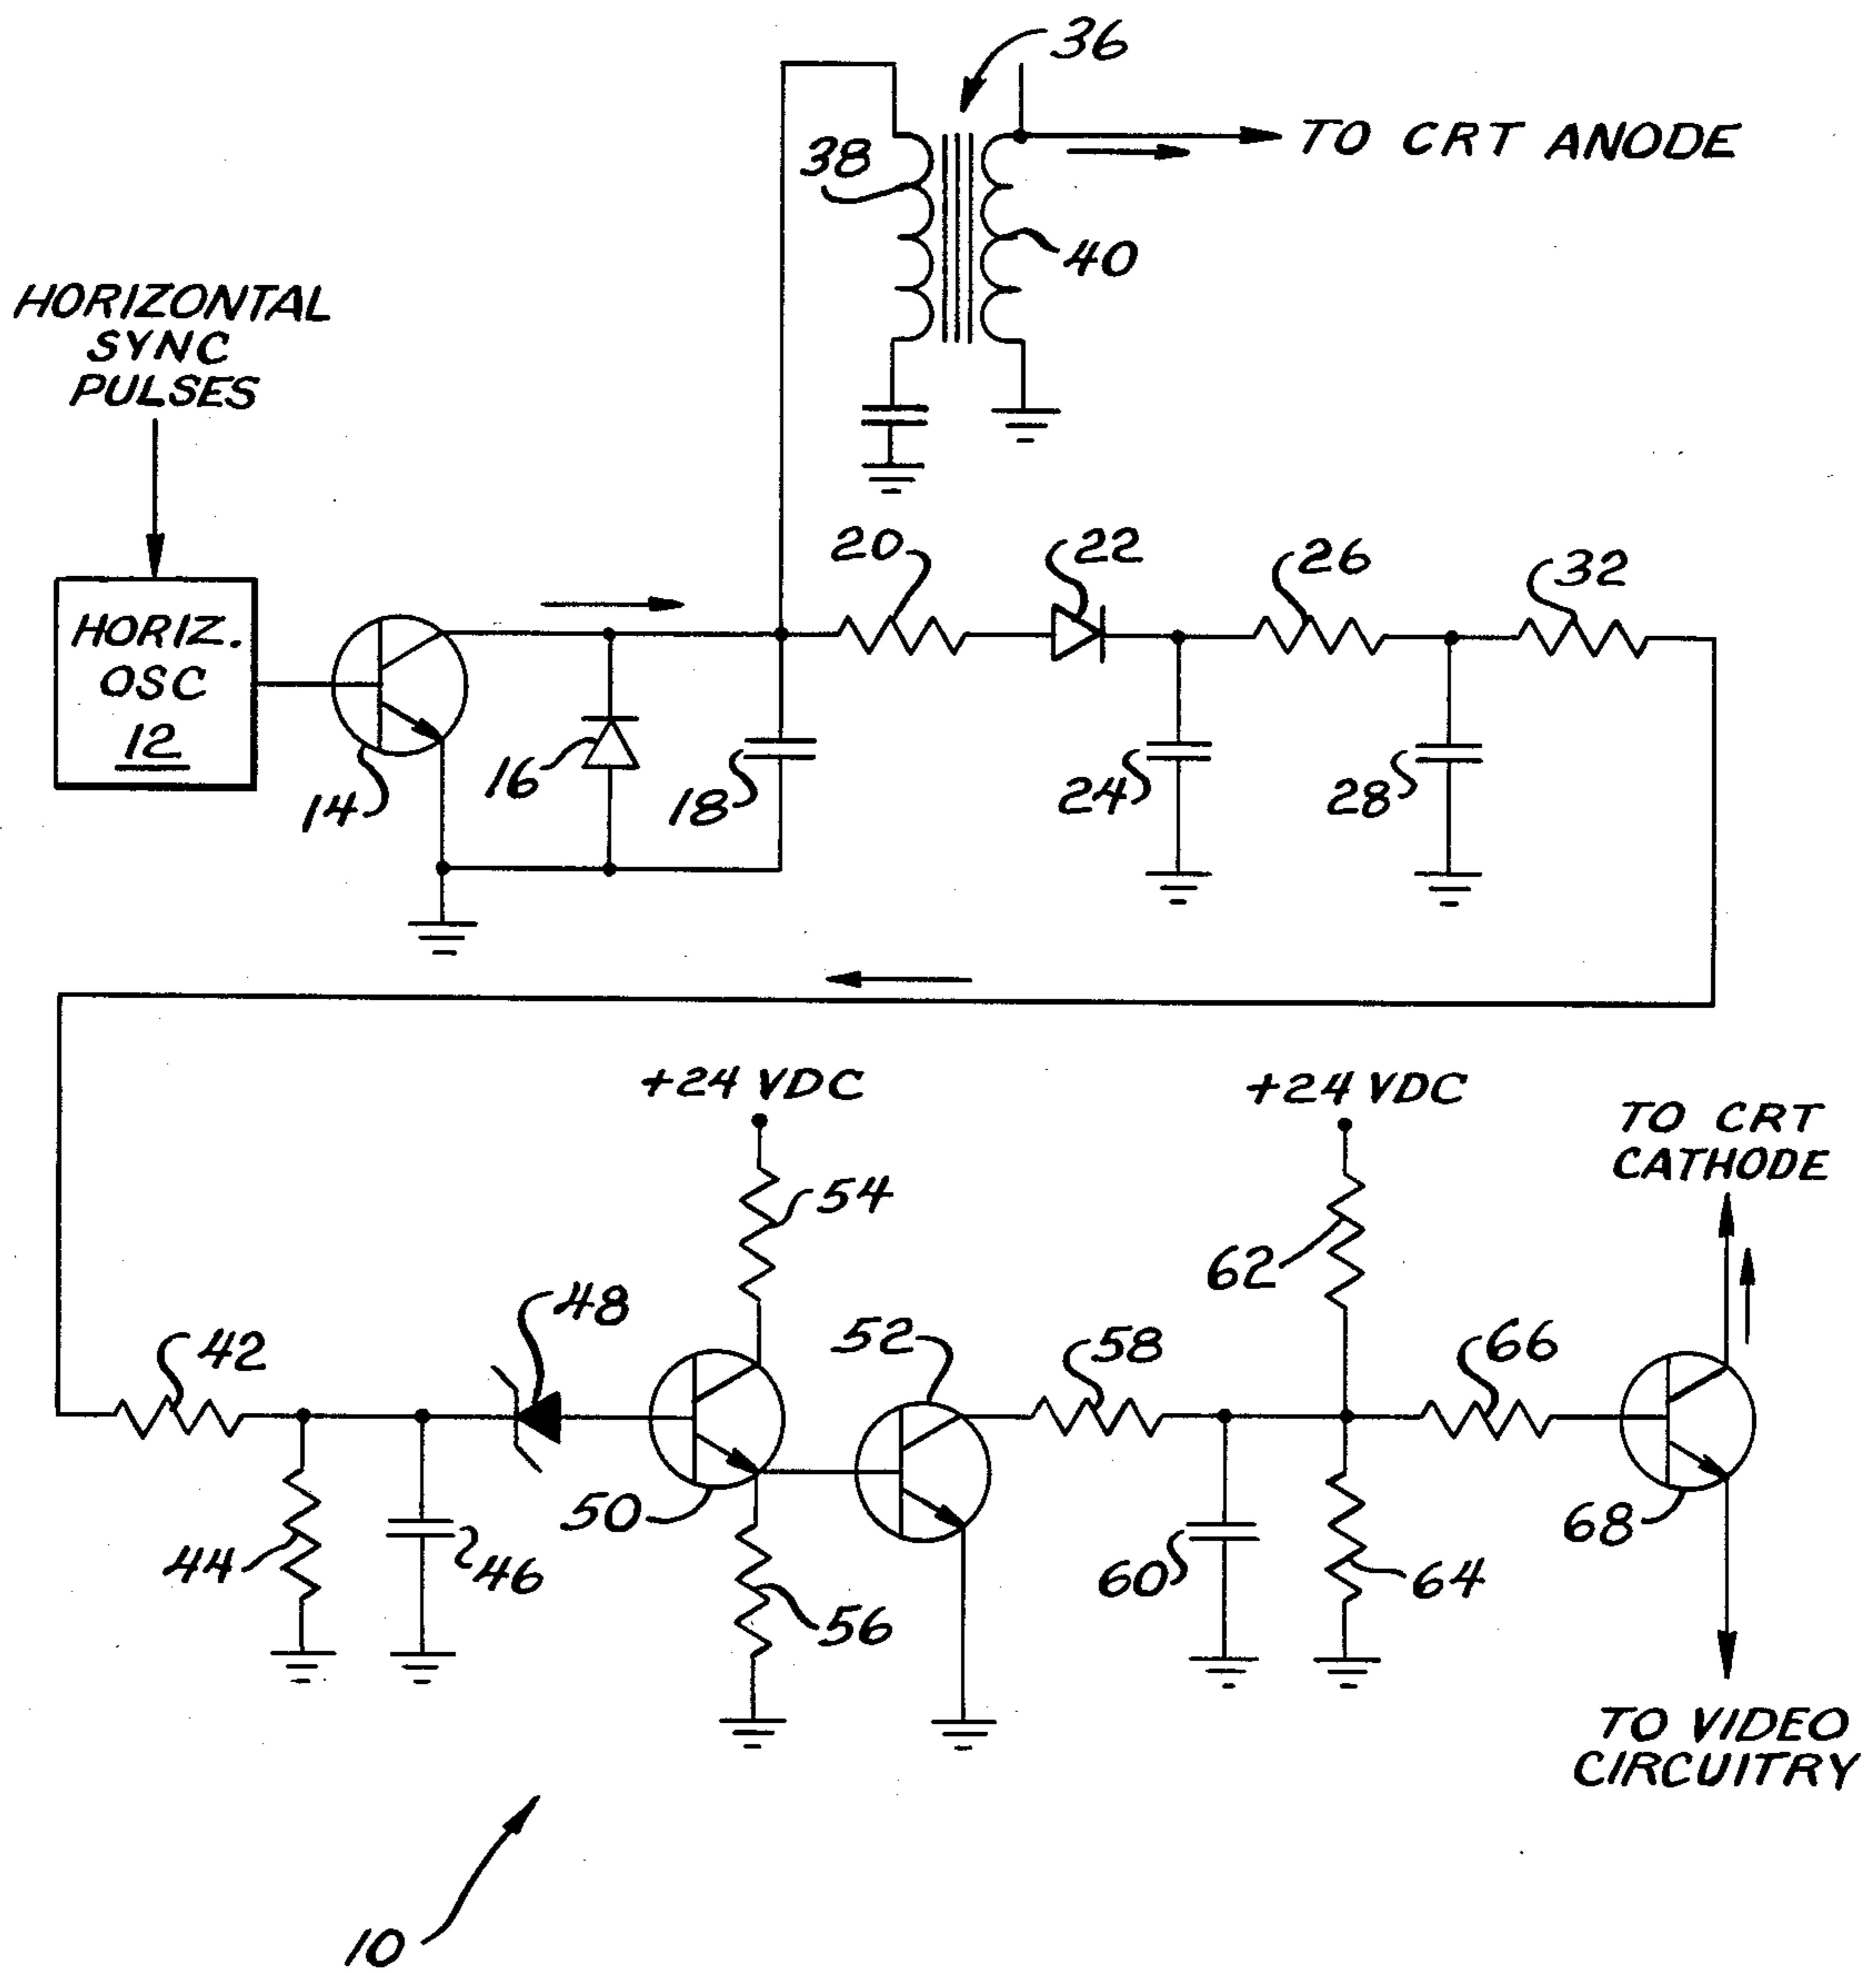 36
TO CRT ANODE
38
40
HORIZONTAL
SYNC
PULSES
20
22
26
32
HORIZ.
OSC
12
14
16
18
24
28
+24 VDC
+24 VDC
TO CRT
CATHODE
54
62
48
42
52
58
66
50
68
44
46
60
64
56
TO VIDEO
CIRCUITRY
10